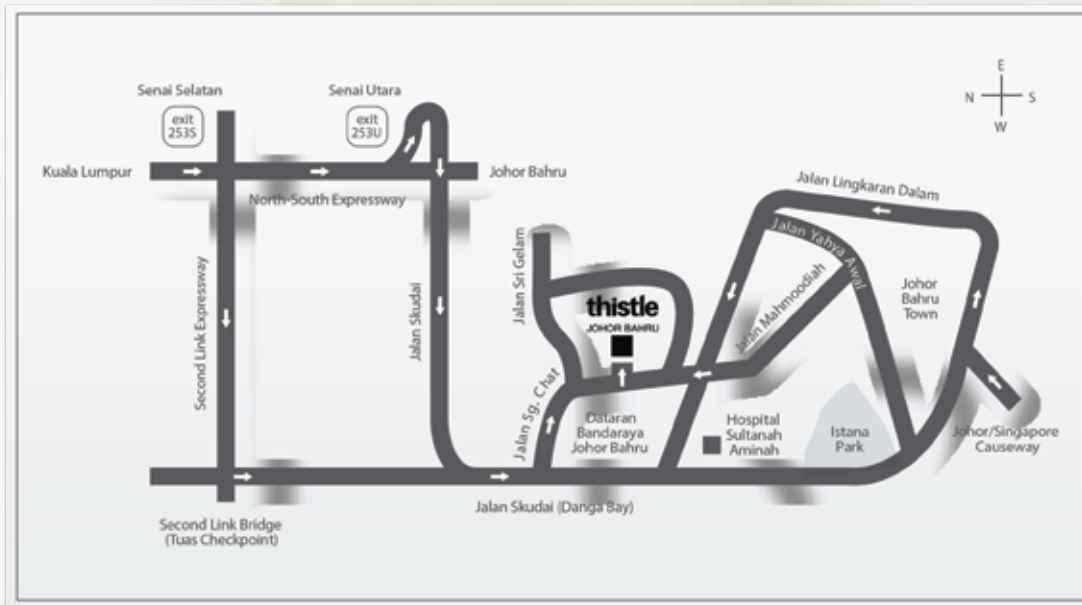 Senai Selatan
exit
253S
Senai Utara
exit
253U
E
N
S
W
Kuala Lumpur
Johor Bahru
North-South Expressway
Jalan Lingkaran Dalam
Jalan Yahya Awal
Jalan Sri Gelam
Second Link Expressway
Jalan Skudai
thistle
JOHOR BAHRU
Jalan Mahmoodiah
Johor
Bahru
Town
Jalan Sg. Chat
Dataran
Bandaraya
Johor Bahru
Hospital
Sultanah
Aminah
Istana
Park
Johor/Singapore
Causeway
Jalan Skudai (Danga Bay)
Second Link Bridge
(Tuas Checkpoint)